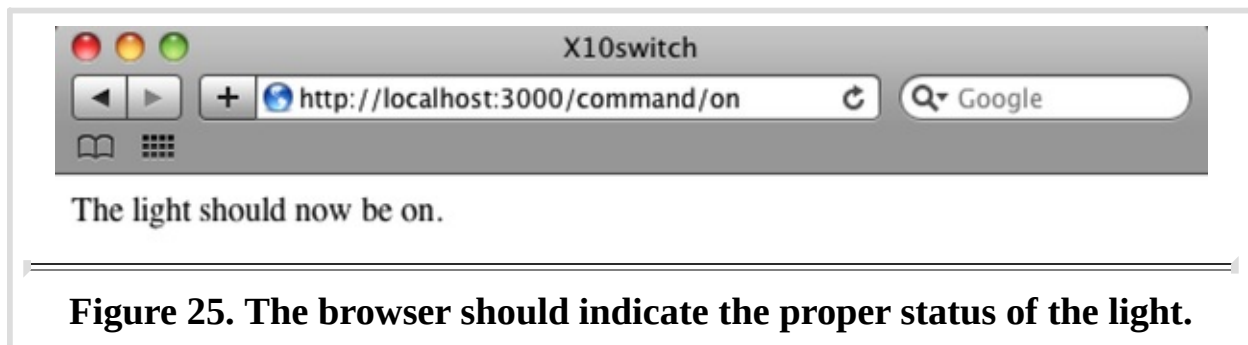 X10switch
http://localhost:3000/command/on
Google
The light should now be on.
Figure 25. The browser should indicate the proper status of the light.